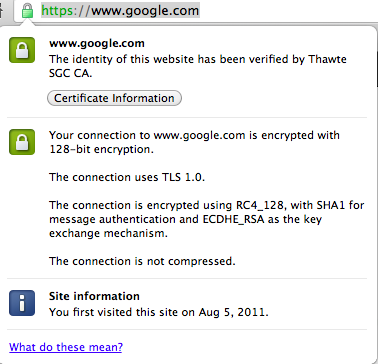 https://www.google.com
www.google.com
The identity of this website has been verified by Thawte
SGC CA.
Certificate Information
Your connection to www.google.com is encrypted with
128-bit encryption.
The connection uses TLS 1.0.
The connection is encrypted using RC4_128, with SHA1 for
message authentication and ECDHE_RSA as the key
exchange mechanism.
The connection is not compressed.
Site information
You first visited this site on Aug 5, 2011.
What do these mean?